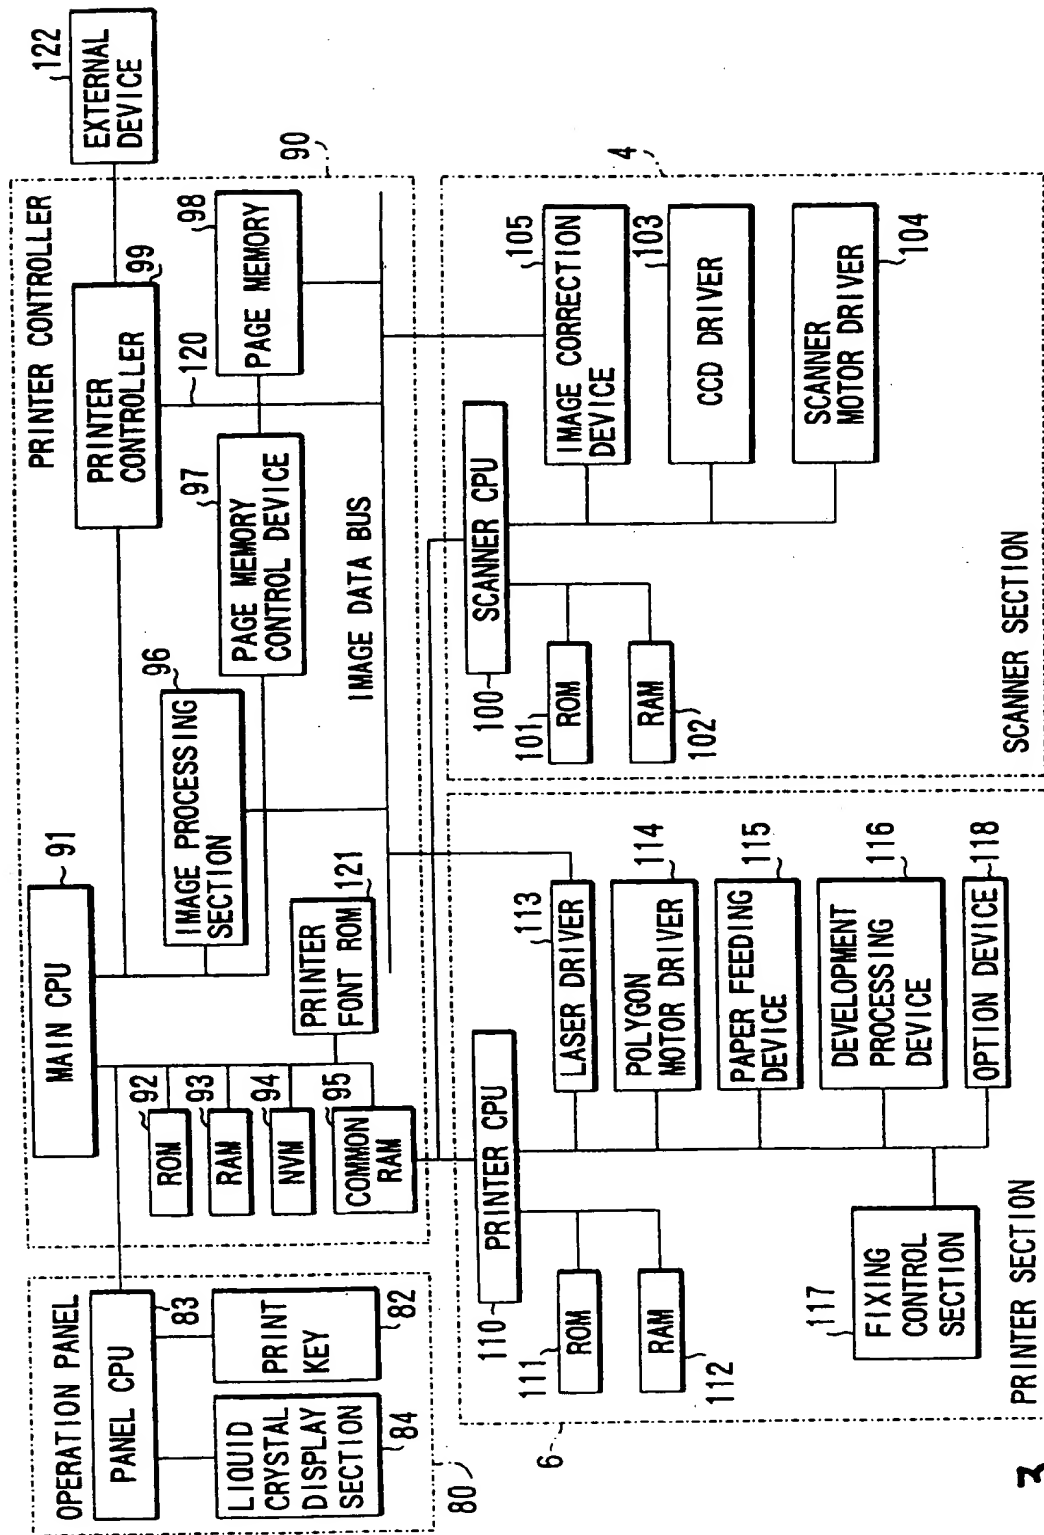 OPERATION PANEL
PANEL CPU
83
LIQUID
CRYSTAL
DISPLAY
SECTION
84
PRINT
KEY
82
80
PRINTER CONTROLLER
90
MAIN CPU
91
ROM
92
RAM
93
NVM
94
COMMON
RAM
95
PRINTER
FONT ROM
121
IMAGE PROCESSING
SECTION
96
PAGE MEMORY
CONTROL DEVICE
97
PAGE MEMORY
98
PRINTER
CONTROLLER
99
120
IMAGE DATA BUS
EXTERNAL
DEVICE
122
PRINTER CPU
110
ROM
111
RAM
112
LASER DRIVER
113
POLYGON
MOTOR DRIVER
114
PAPER FEEDING
DEVICE
115
DEVELOPMENT
PROCESSING
DEVICE
116
OPTION DEVICE
118
FIXING
CONTROL
SECTION
117
PRINTER SECTION
6
SCANNER CPU
100
ROM
101
RAM
102
IMAGE CORRECTION
DEVICE
105
CCD DRIVER
103
SCANNER
MOTOR DRIVER
104
SCANNER SECTION
4